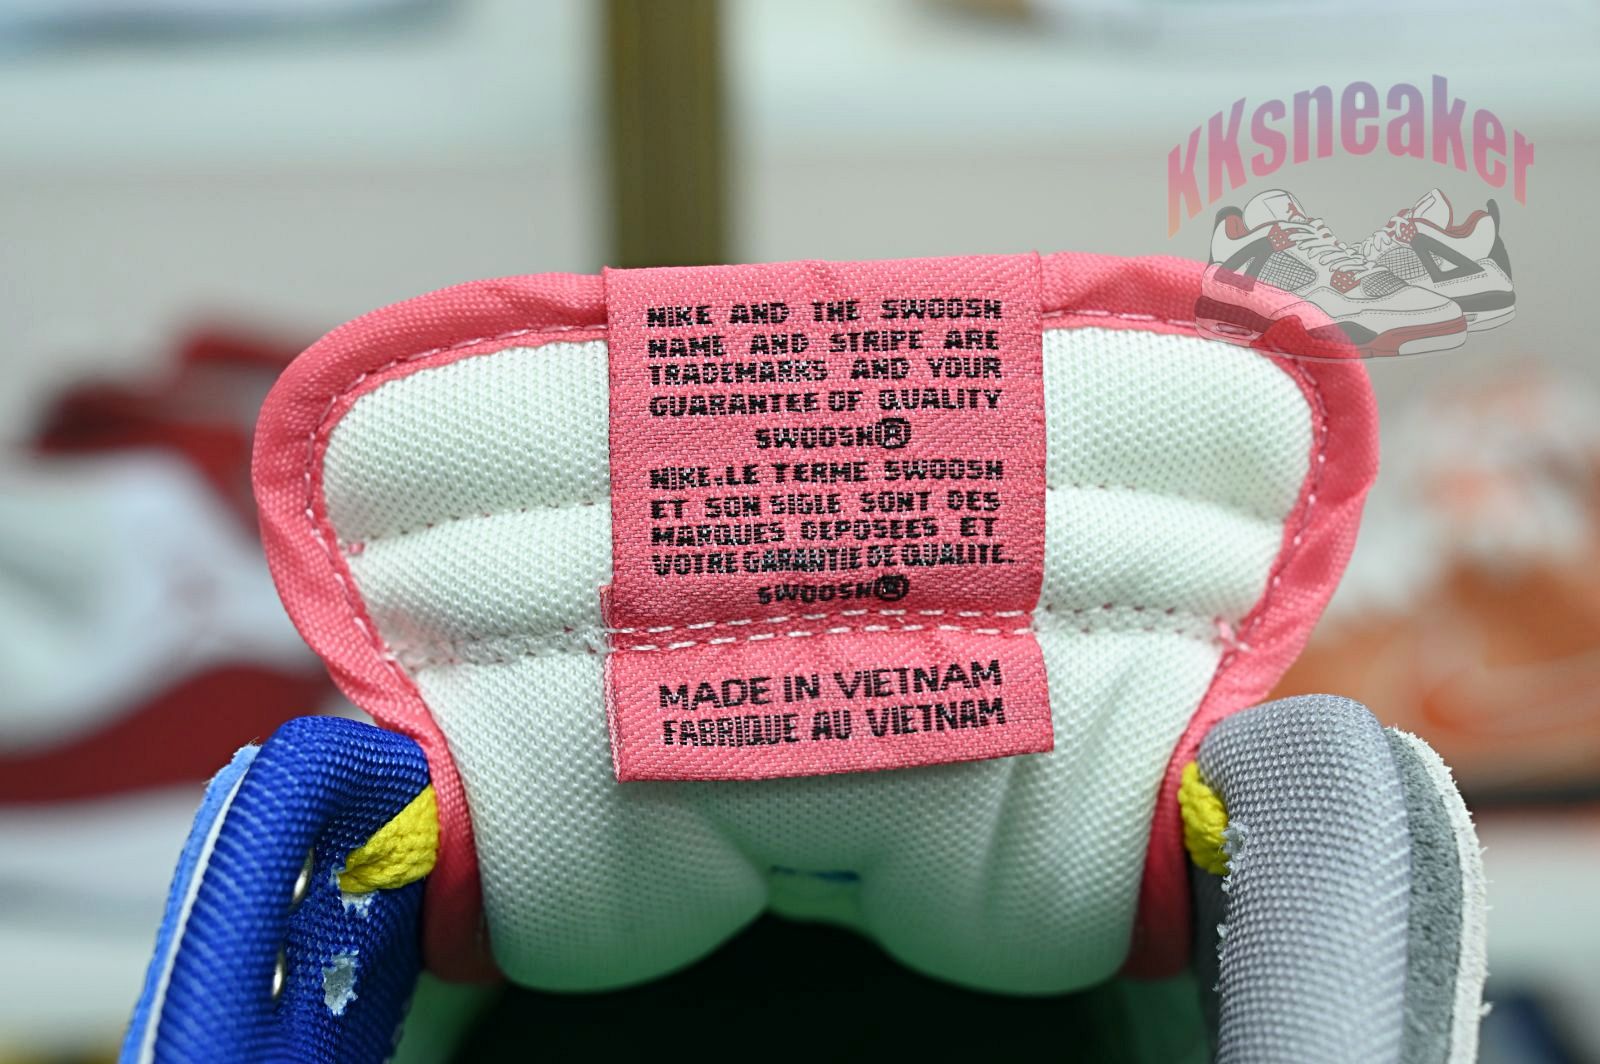 KKsneaker
NIKE AND THE SWOOSH
NAME AND STRIPE ARE
TRADEMARKS AND YOUR
GUARANTEE OF QUALITY
SWOOSH®
NIKE.LE TERME SWOOSH
ET SON SIGLE SONT DES
MARQUES DEPOSEES ET
VOTRE GARANTIE DE QUALITE.
SWOOSH®
MADE IN VIETNAM
FABRIQUE AU VIETNAM